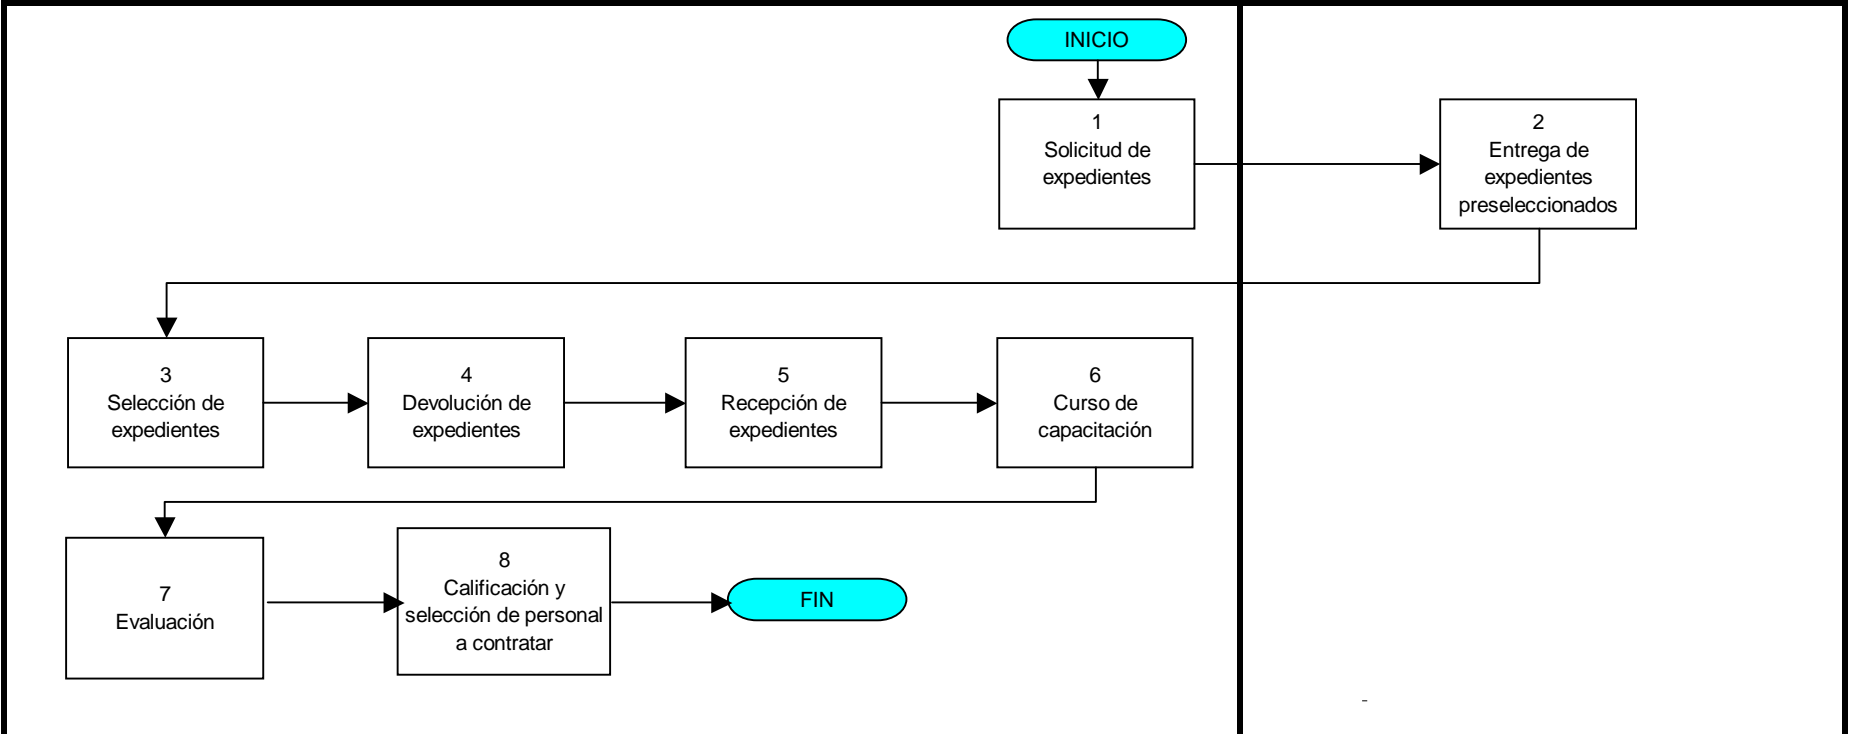 INICIO
1
Solicitud de
expedientes
2
Entrega de
expedientes
preseleccionados
3
Selección de
expedientes
4
Devolución de
expedientes
5
Recepción de
expedientes
6
Curso de
capacitación
7
Evaluación
8
Calificación y
selección de personal
a contratar
FIN
-